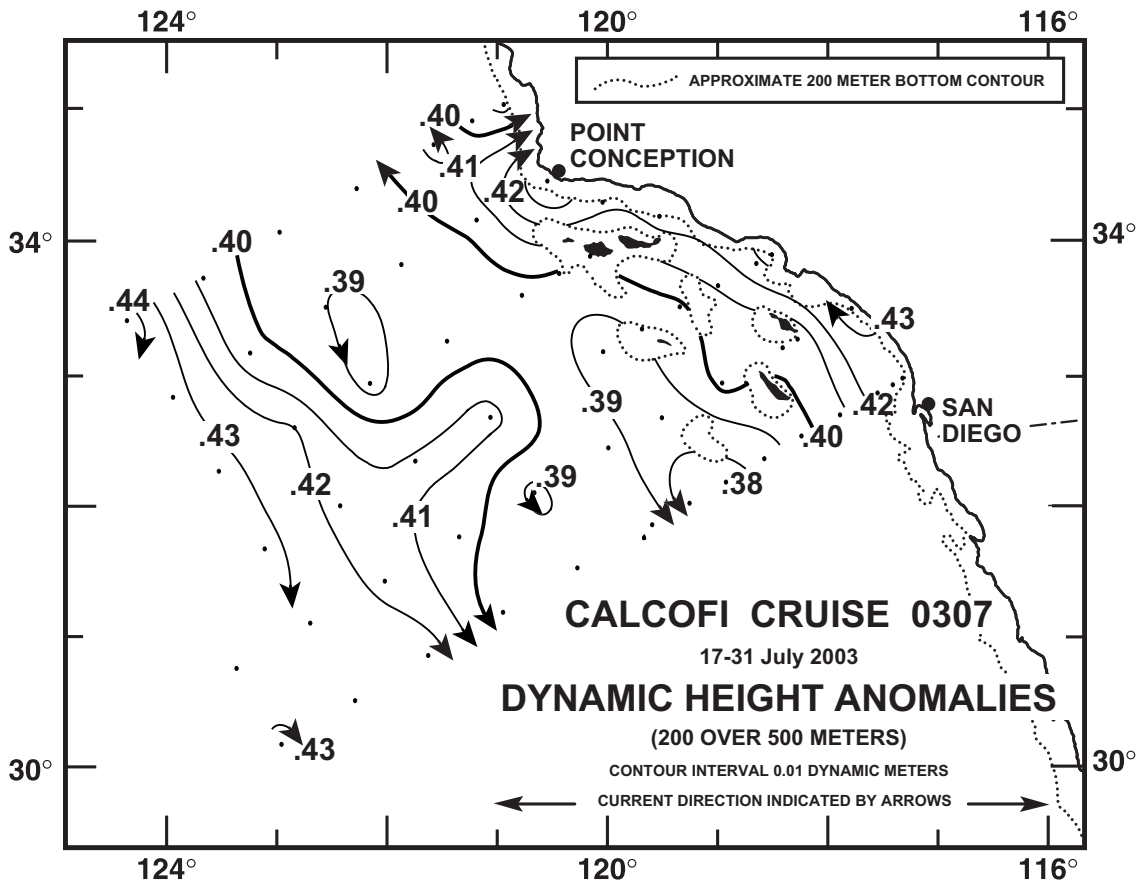 124° 120° 116°
APPROXIMATE 200 METER BOTTOM CONTOUR
.40
POINT
CONCEPTION
.41
.42
.40
34° 34°
.40
.39
.44
.43
.39
.42
SAN
DIEGO
.43
.40
.39
.38
.42
.41
CALCOFI CRUISE 0307
17-31 July 2003
DYNAMIC HEIGHT ANOMALIES
(200 OVER 500 METERS)
.43
30° 30°
CONTOUR INTERVAL 0.01 DYNAMIC METERS
CURRENT DIRECTION INDICATED BY ARROWS
124° 120° 116°